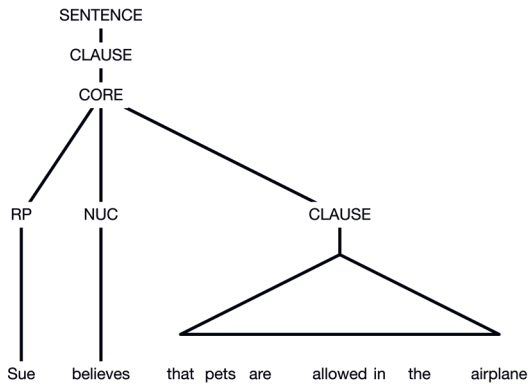 SENTENCE
CLAUSE
CORE
RP NUC CLAUSE
Sue believes that pets are allowed in the airplane